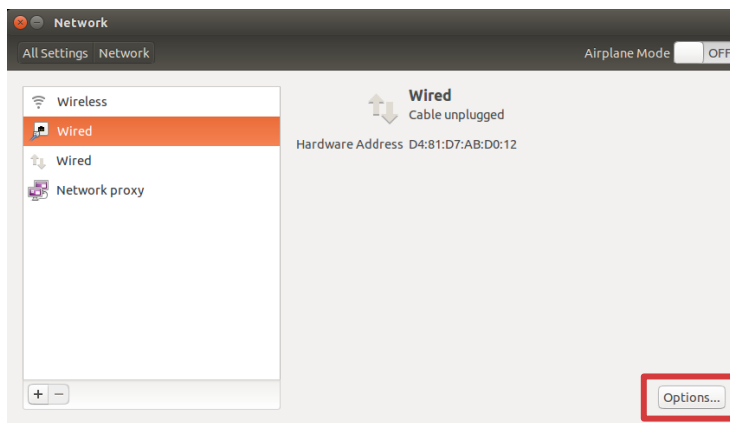 Network
All Settings Network
Airplane Mode OFF
Wireless
Wired
Wired
Network proxy
Wired
Cable unplugged
Hardware Address D4:81:D7:AB:D0:12
+ −
Options...